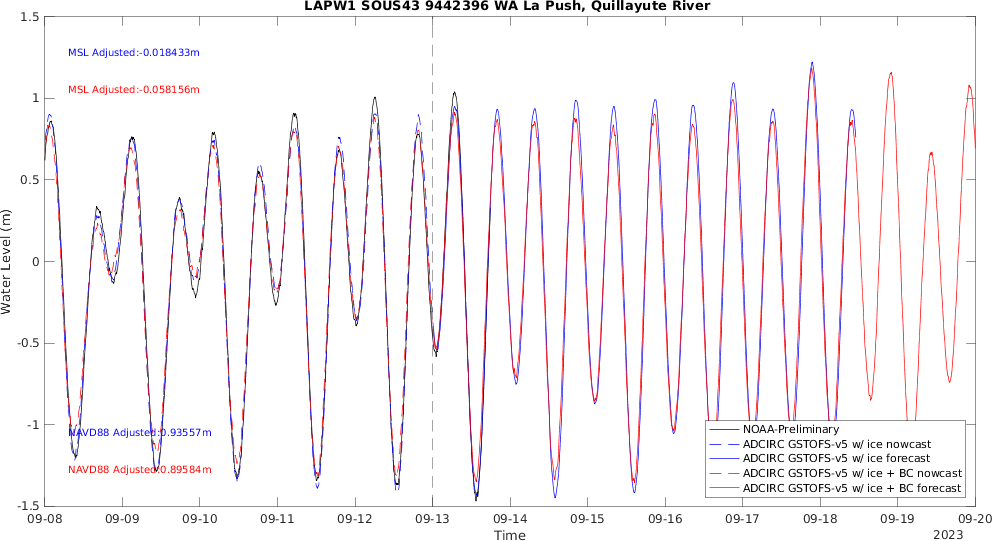 LAPW1 SOUS43 9442396 WA La Push, Quillayute River
1.5
MSL Adjusted:-0.018433m
MSL Adjusted:-0.058156m
1
0.5
0
-0.5
-1
-1.5
Water Level (m)
NAVD88 Adjusted:0.93557m
NAVD88 Adjusted:0.89584m
NOAA-Preliminary
ADCIRC GSTOFS-v5 w/ ice nowcast
ADCIRC GSTOFS-v5 w/ ice forecast
ADCIRC GSTOFS-v5 w/ ice + BC nowcast
ADCIRC GSTOFS-v5 w/ ice + BC forecast
09-08 09-09 09-10 09-11 09-12 09-13 09-14 09-15 09-16 09-17 09-18 09-19 09-20
Time
2023